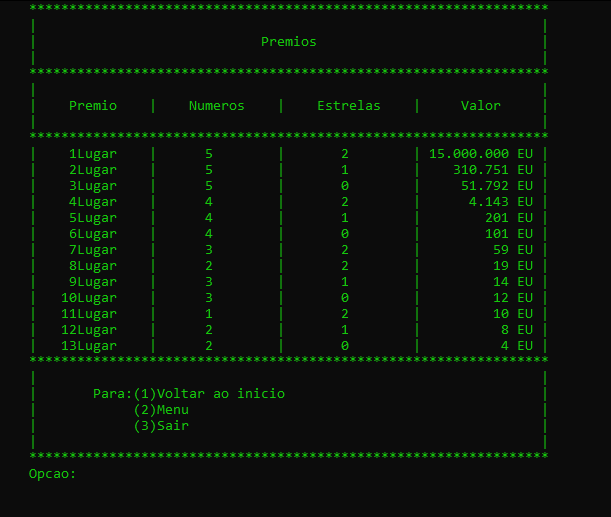 *****************************************************************
|                                                               |
|                            Premios                            |
|                                                               |
*****************************************************************
|                                                               |
|    Premio    |    Numeros    |    Estrelas    |     Valor     |
|                                                               |
*****************************************************************
|    1Lugar    |      5        |       2        | 15.000.000 EU |
|    2Lugar    |      5        |       1        |    310.751 EU |
|    3Lugar    |      5        |       0        |     51.792 EU |
|    4Lugar    |      4        |       2        |      4.143 EU |
|    5Lugar    |      4        |       1        |        201 EU |
|    6Lugar    |      4        |       0        |        101 EU |
|    7Lugar    |      3        |       2        |         59 EU |
|    8Lugar    |      2        |       2        |         19 EU |
|    9Lugar    |      3        |       1        |         14 EU |
|   10Lugar    |      3        |       0        |         12 EU |
|   11Lugar    |      1        |       2        |         10 EU |
|   12Lugar    |      2        |       1        |          8 EU |
|   13Lugar    |      2        |       0        |          4 EU |
*****************************************************************
|                                                               |
|       Para:(1)Voltar ao inicio                                |
|            (2)Menu                                            |
|            (3)Sair                                            |
|                                                               |
*****************************************************************
Opcao: